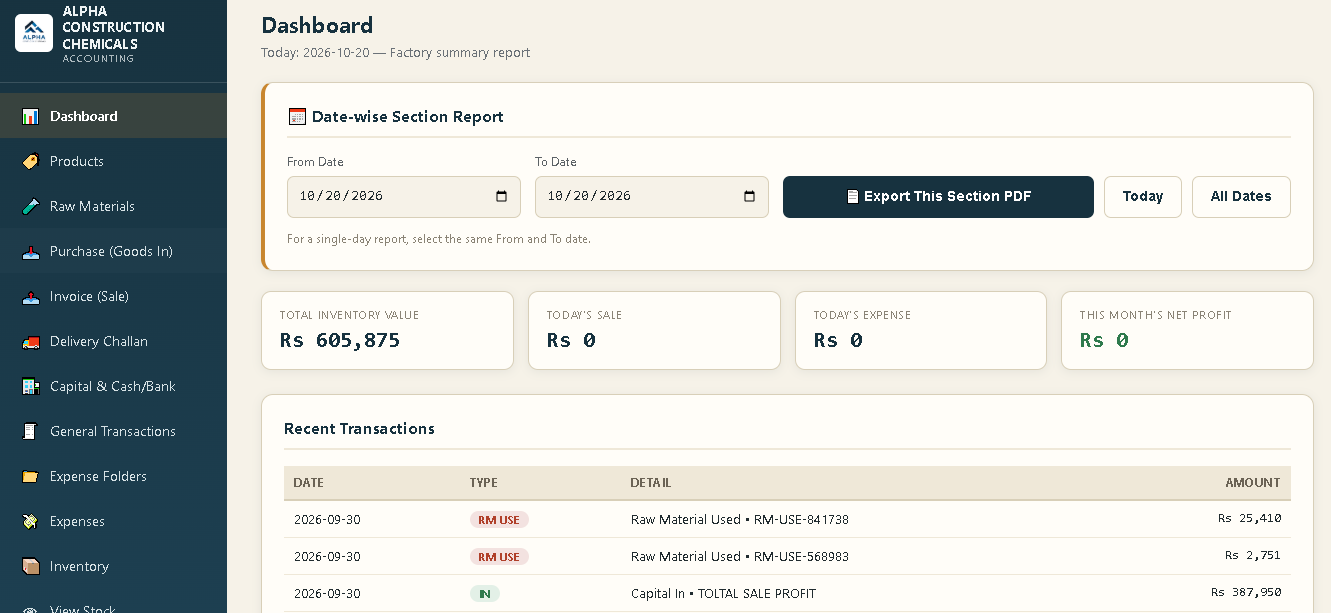 ALPHA
CONSTRUCTION
CHEMICALS
ACCOUNTING
ALPHA
Dashboard
Products
Raw Materials
Purchase (Goods In)
Invoice (Sale)
Delivery Challan
Capital & Cash/Bank
General Transactions
Expense Folders
Expenses
Inventory
View Stock
Dashboard
Today: 2026-10-20 — Factory summary report
Date-wise Section Report
From Date
To Date
10/20/2026
10/20/2026
Export This Section PDF
Today
All Dates
For a single-day report, select the same From and To date.
TOTAL INVENTORY VALUE
Rs 605,875
TODAY'S SALE
Rs 0
TODAY'S EXPENSE
Rs 0
THIS MONTH'S NET PROFIT
Rs 0
Recent Transactions
DATE TYPE DETAIL AMOUNT
2026-09-30 RM USE Raw Material Used • RM-USE-841738 Rs 25,410
2026-09-30 RM USE Raw Material Used • RM-USE-568983 Rs 2,751
2026-09-30 IN Capital In • TOLTAL SALE PROFIT Rs 387,950